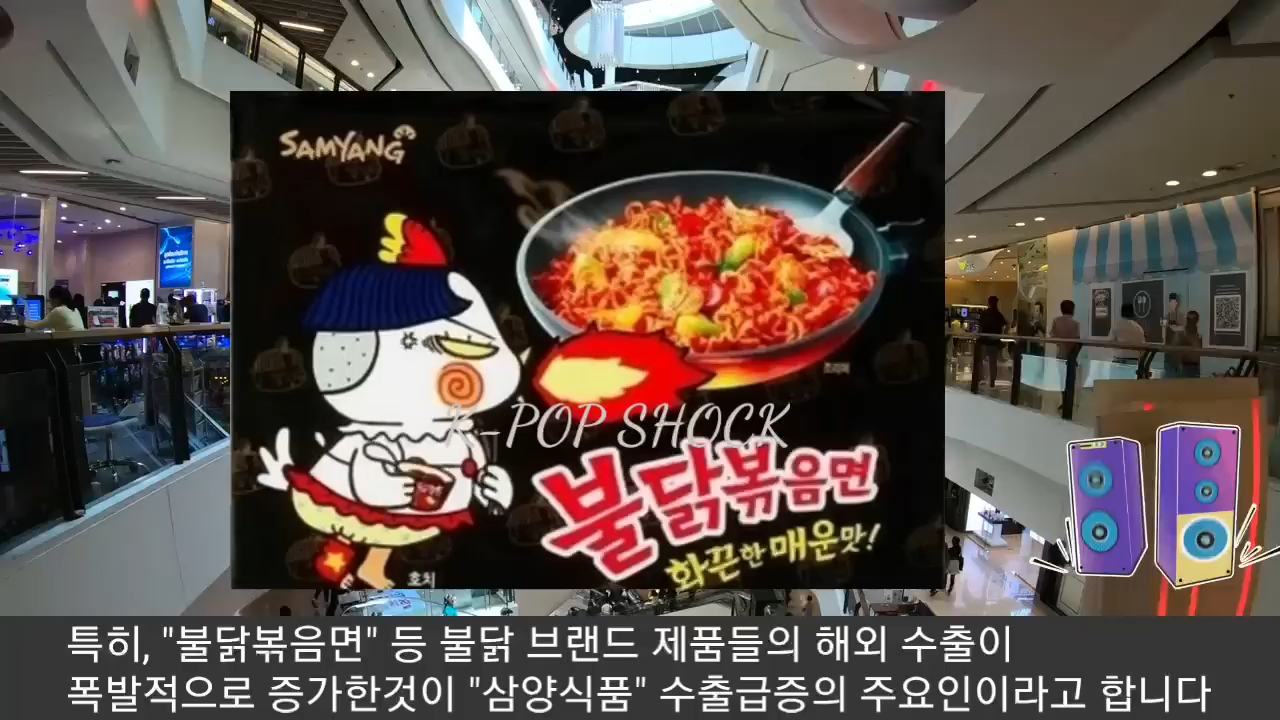 SAMYANG
조리예
K-POP SHOCK
불닭볶음면
화끈한 매운맛!
호치
특히, "불닭볶음면" 등 불닭 브랜드 제품들의 해외 수출이
폭발적으로 증가한것이 "삼양식품" 수출급증의 주요인이라고 합니다